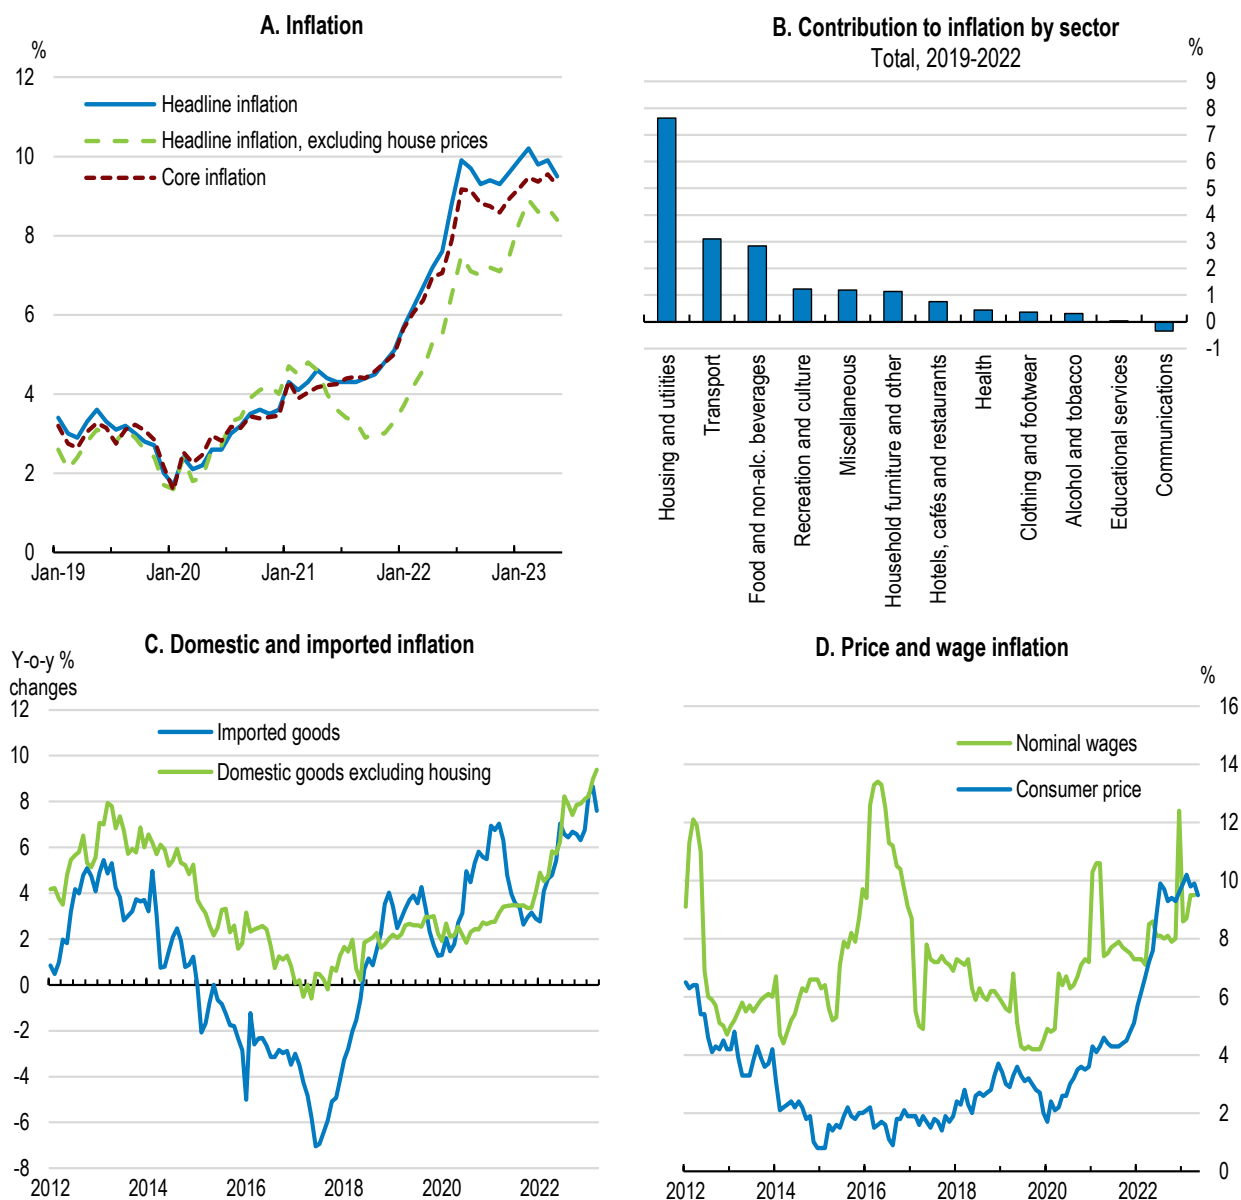 A. Inflation
%
12
10
8
6
4
2
0
Headline inflation
Headline inflation, excluding house prices
Core inflation
Jan-19
Jan-20
Jan-21
Jan-22
Jan-23
B. Contribution to inflation by sector
Total, 2019-2022
%
9
8
7
6
5
4
3
2
1
0
-1
Housing and utilities
Transport
Food and non-alc. beverages
Recreation and culture
Miscellaneous
Household furniture and other
Hotels, cafés and restaurants
Health
Clothing and footwear
Alcohol and tobacco
Educational services
Communications
C. Domestic and imported inflation
Y-o-y %
changes
12
10
8
6
4
2
0
-2
-4
-6
-8
Imported goods
Domestic goods excluding housing
2012
2014
2016
2018
2020
2022
D. Price and wage inflation
%
16
14
12
10
8
6
4
2
0
Nominal wages
Consumer price
2012
2014
2016
2018
2020
2022